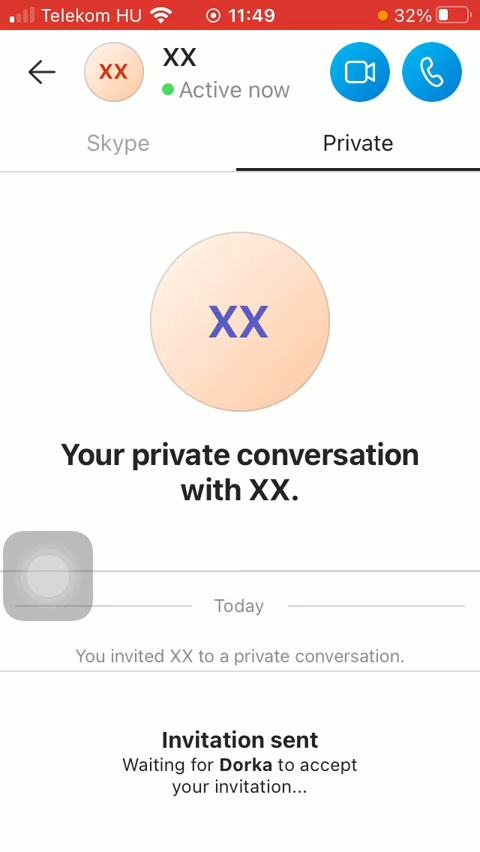 Telekom HU 11:49 32%
XX
XX
Active now
Skype Private
XX
Your private conversation
with XX.
Today
You invited XX to a private conversation.
Invitation sent
Waiting for Dorka to accept
your invitation...